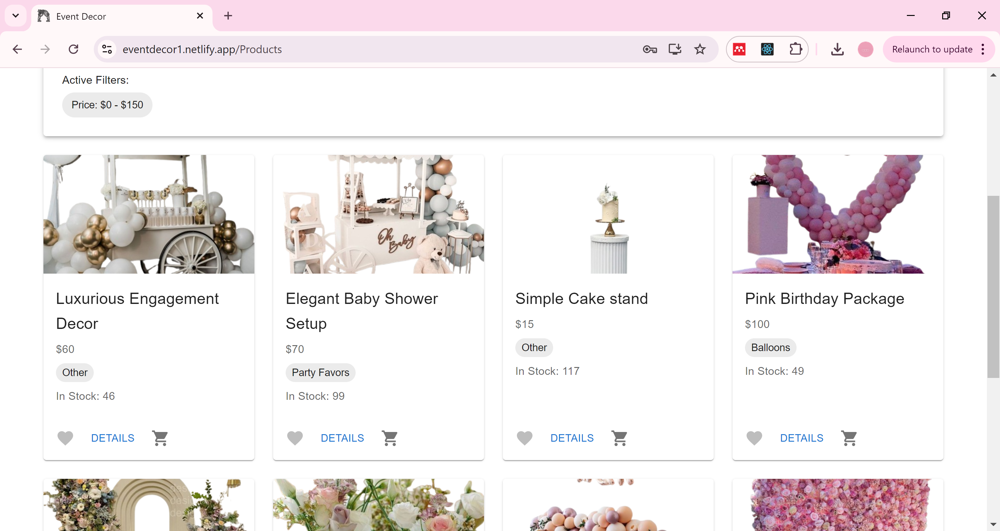 Event Decor
eventdecor1.netlify.app/Products
Relaunch to update
Active Filters:
Price: $0 - $150
Oh
Baby
A
D
A
Luxurious Engagement
Decor
$60
Other
In Stock: 46
DETAILS
Elegant Baby Shower
Setup
$70
Party Favors
In Stock: 99
DETAILS
Simple Cake stand
$15
Other
In Stock: 117
DETAILS
Pink Birthday Package
$100
Balloons
In Stock: 49
DETAILS